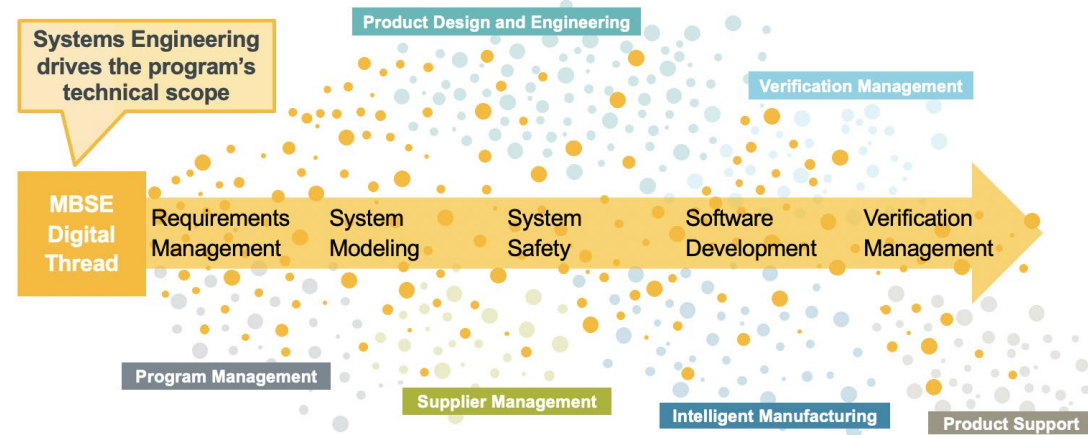 Product Design and Engineering
Systems Engineering
drives the program's
technical scope
Verification Management
MBSE
Digital
Thread
Requirements
Management
System
Modeling
System
Safety
Software
Development
Verification
Management
Program Management
Supplier Management
Intelligent Manufacturing
Product Support